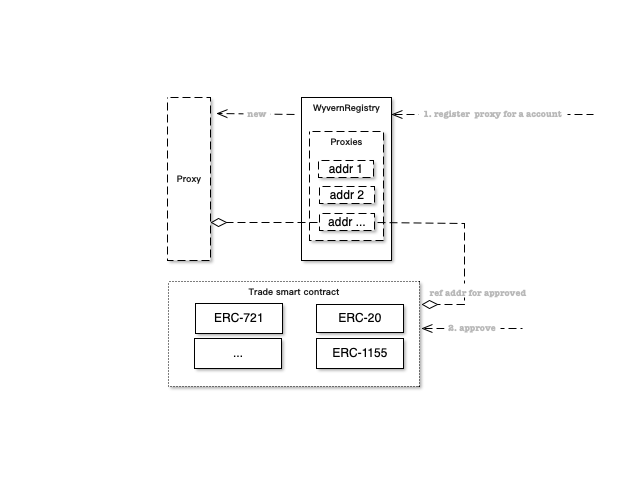 WyvernRegistry
new
1. register proxy for a account
Proxies
addr 1
Proxy
addr 2
addr ...
Trade smart contract
ref addr for approved
ERC-721
ERC-20
2. approve
...
ERC-1155